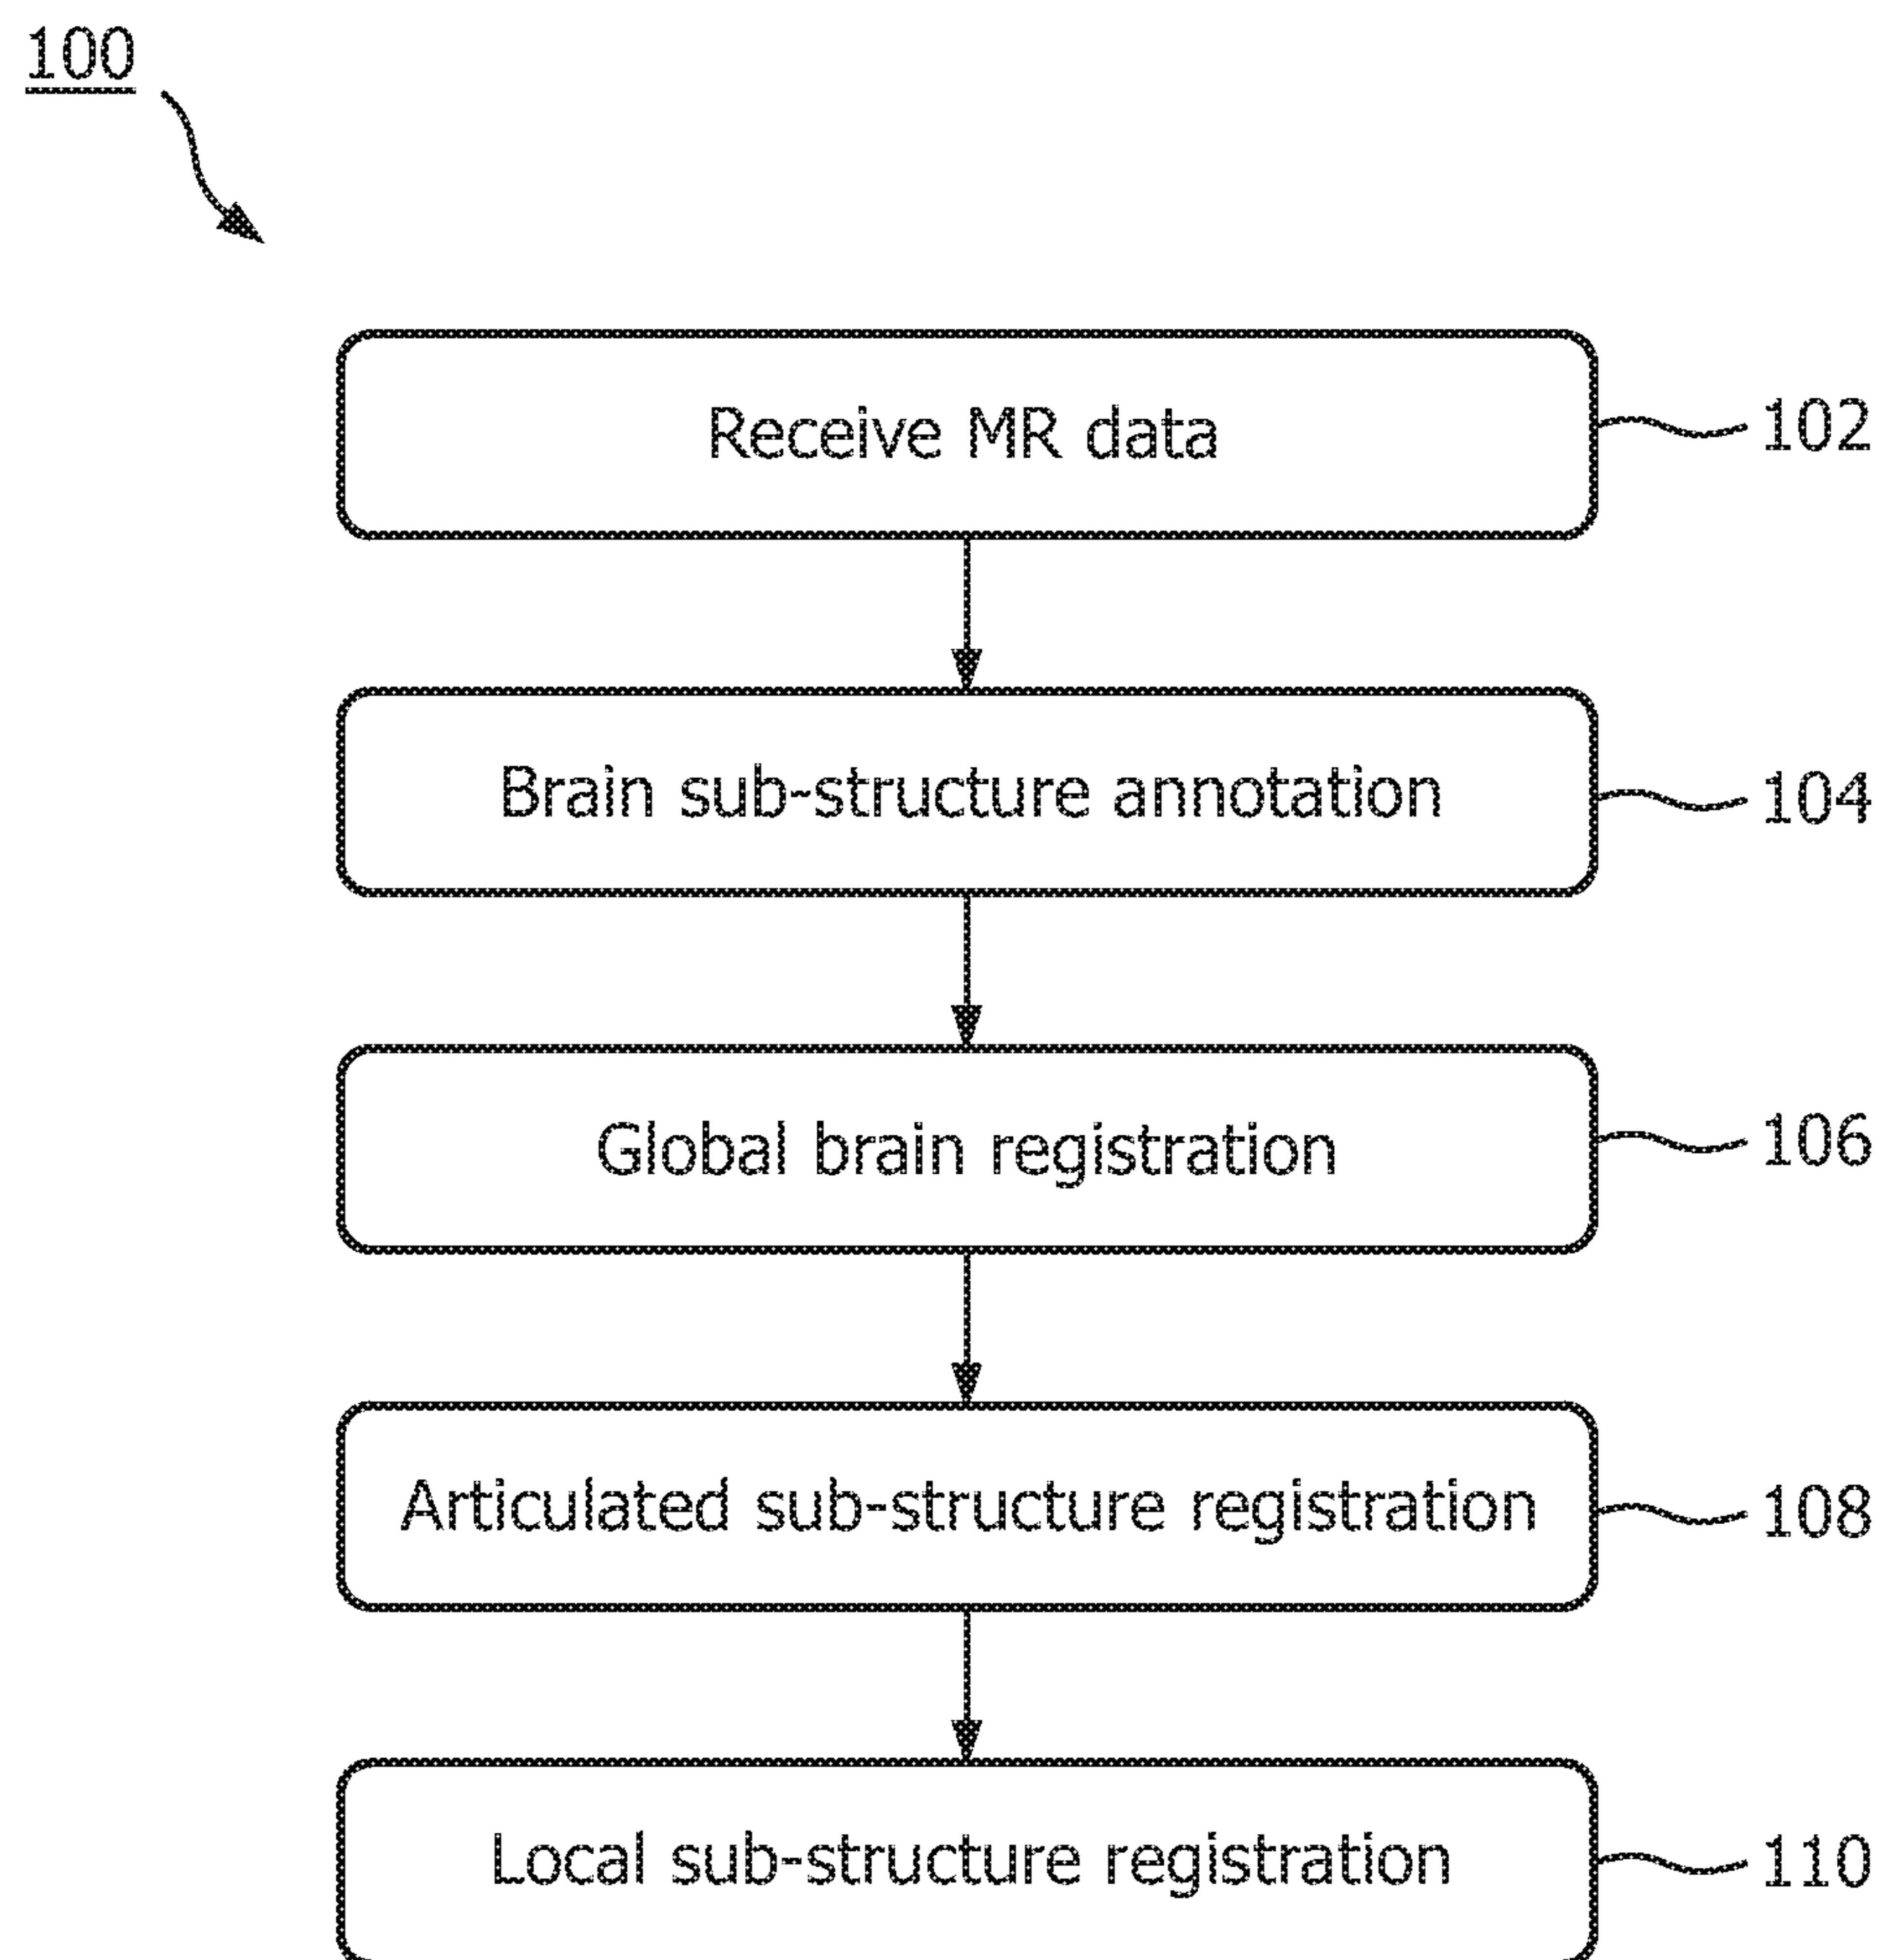 100
Receive MR data
102
Brain sub-structure annotation
104
Global brain registration
106
Articulated sub-structure registration
108
Local sub-structure registration
110